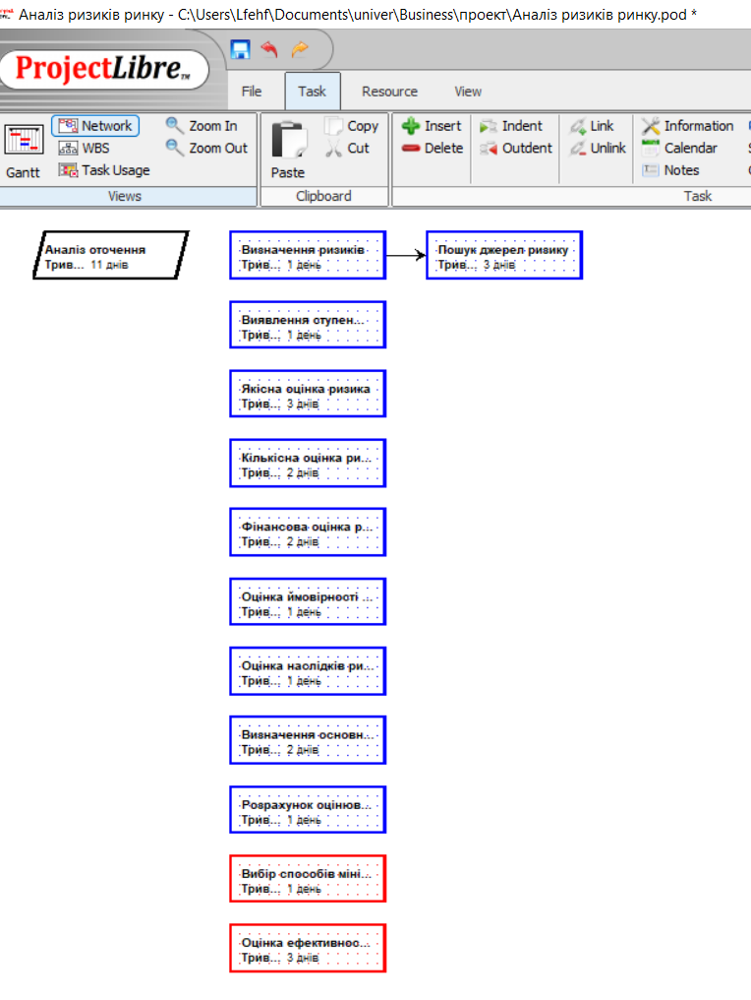 Аналіз ризиків ринку - C:\Users\Lfehf\Documents\univer\Business\проект\Аналіз ризиків ринку.pod *
ProjectLibre™
File Task Resource View
Gantt
Network
WBS
Task Usage
Zoom In
Zoom Out
Views
Paste
Copy
Cut
Clipboard
Insert
Delete
Indent
Outdent
Link
Unlink
Information
Calendar
Notes
Task
Аналіз оточення
Трив... 11 днів
Визначення ризиків
Трив... 1 день
Пошук джерел ризику
Трив... 3 днів
Виявлення ступен...
Трив... 1 день
Якісна оцінка ризика
Трив... 3 днів
Кількісна оцінка ри...
Трив... 2 днів
Фінансова оцінка р...
Трив... 2 днів
Оцінка ймовірності ...
Трив... 1 день
Оцінка наслідків ри...
Трив... 1 день
Визначення основн...
Трив... 2 днів
Розрахунок оцінюв...
Трив... 1 день
Вибір способів міні...
Трив... 1 день
Оцінка ефективнос...
Трив... 3 днів